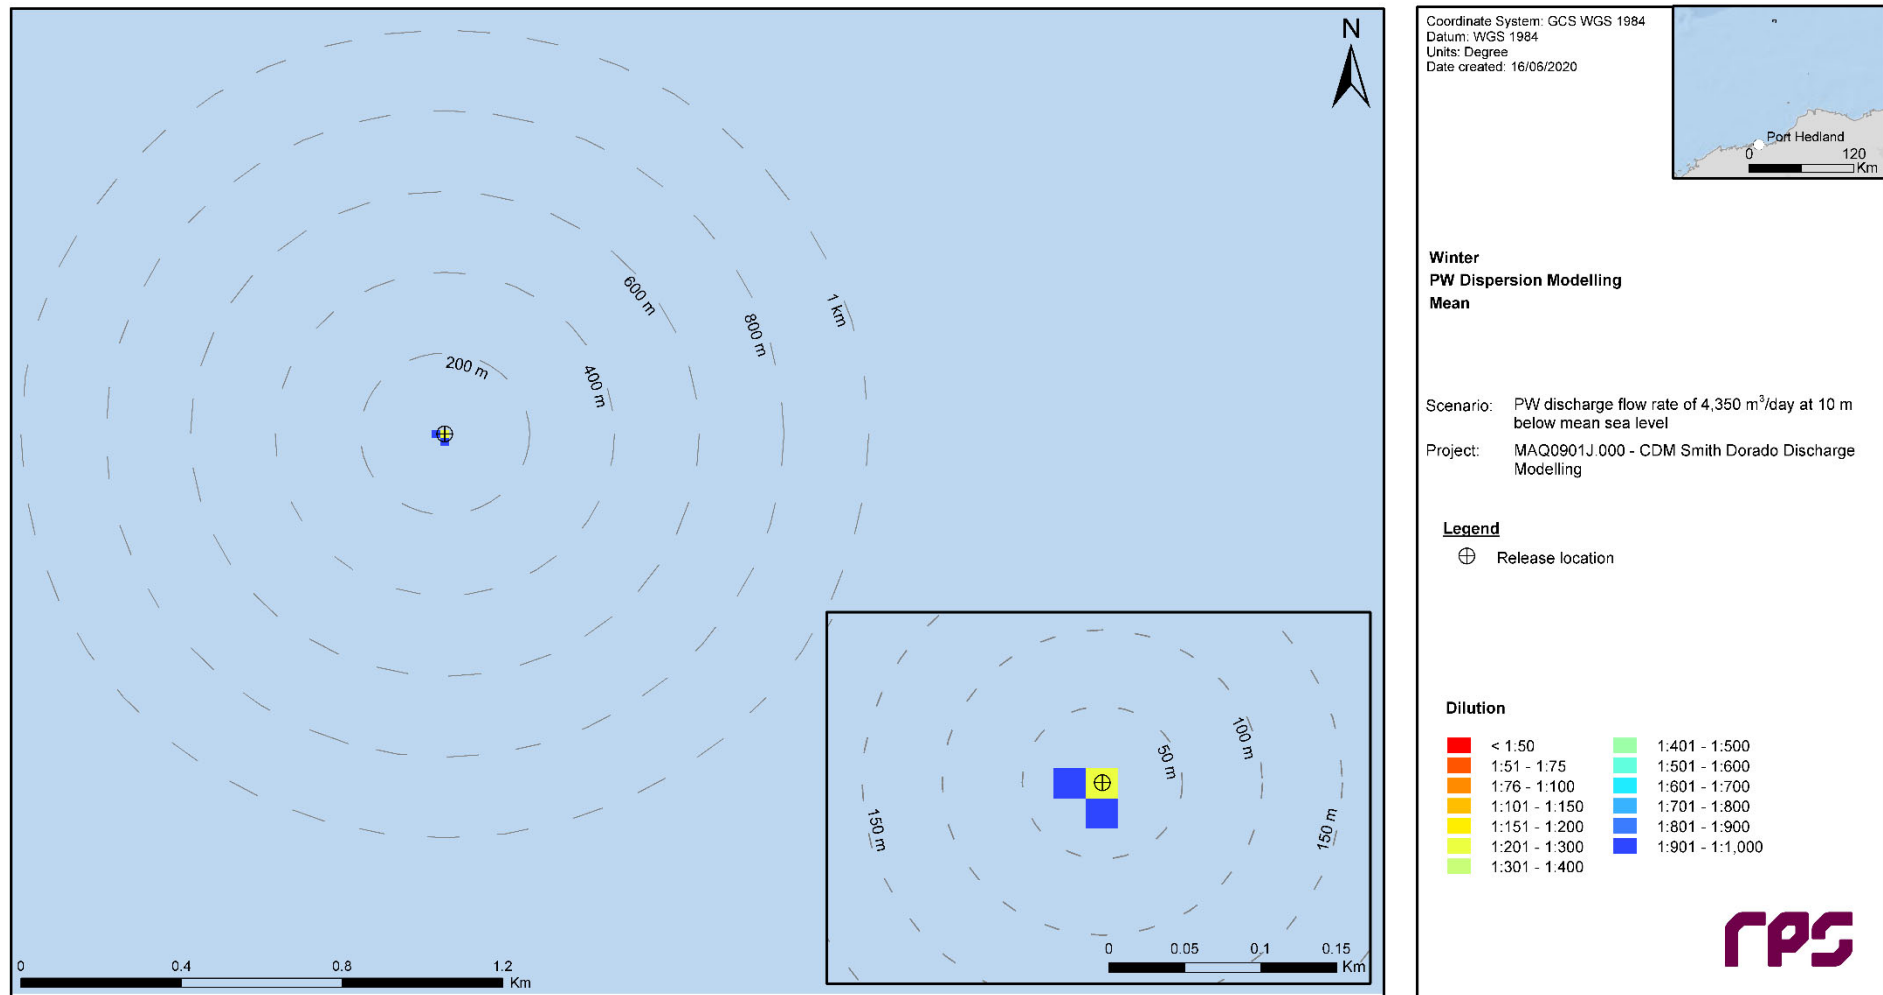 N
1 km
600 m
800 m
200 m
400 m
0 0.4 0.8 1.2
Km
100 m
50 m
150 m
150 m
0 0.05 0.1 0.15
Km
Coordinate System: GCS WGS 1984
Datum: WGS 1984
Units: Degree
Date created: 16/06/2020
Port Hedland
0 120
Km
Winter
PW Dispersion Modelling
Mean
Scenario: PW discharge flow rate of 4,350 m³/day at 10 m
below mean sea level
Project: MAQ0901J.000 - CDM Smith Dorado Discharge
Modelling
Legend
Release location
Dilution
< 1:50
1:51 - 1:75
1:76 - 1:100
1:101 - 1:150
1:151 - 1:200
1:201 - 1:300
1:301 - 1:400
1:401 - 1:500
1:501 - 1:600
1:601 - 1:700
1:701 - 1:800
1:801 - 1:900
1:901 - 1:1,000
rps